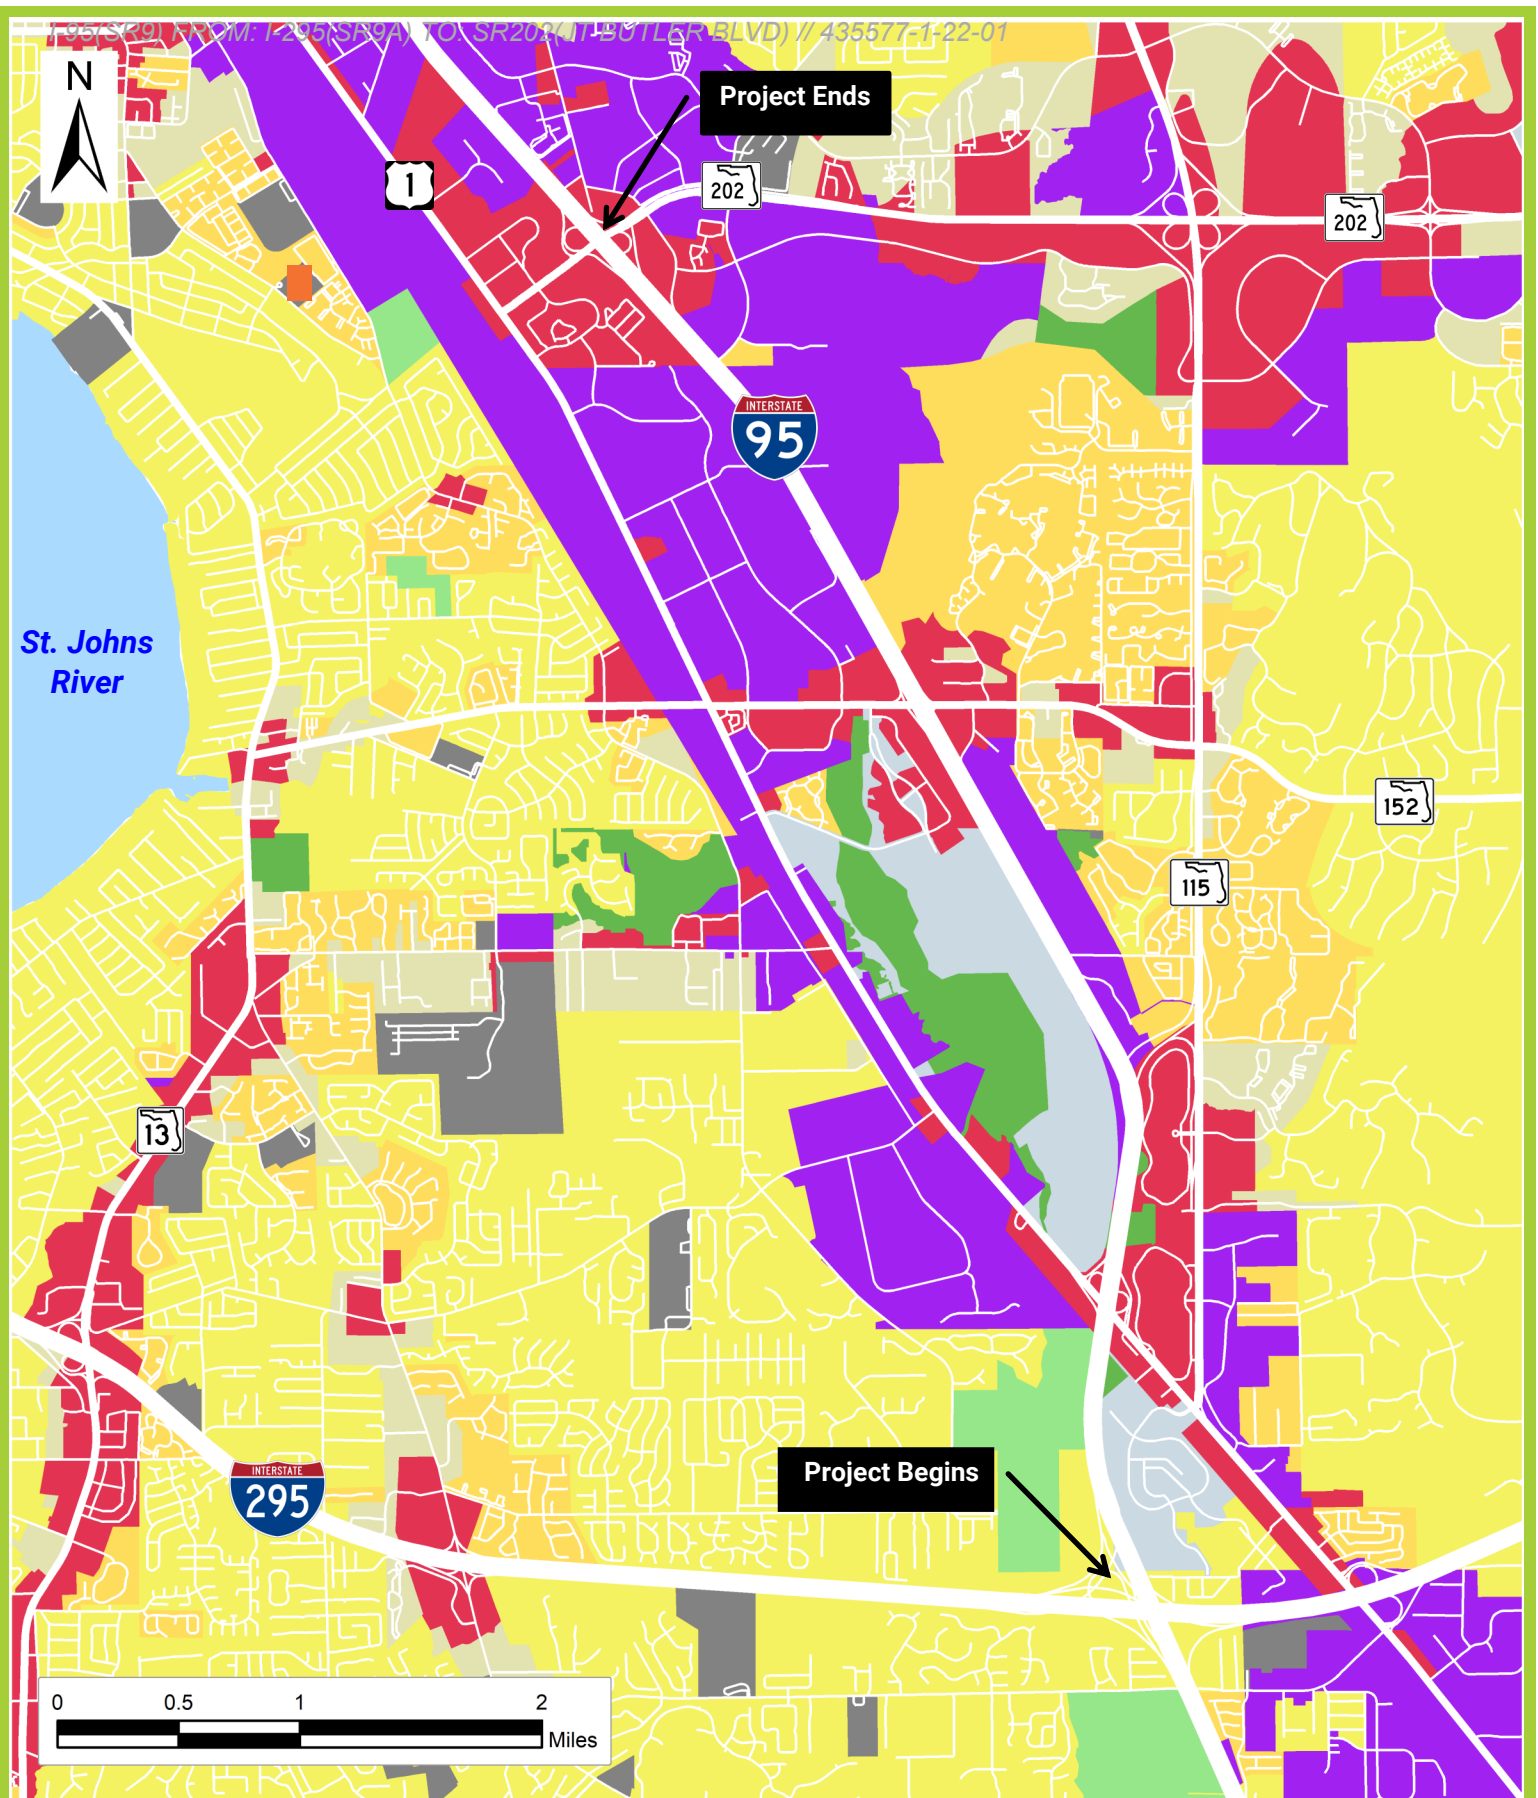 I-95(SR9) FROM: I-295(SR9A) TO: SR202(JT BUTLER BLVD) // 435577-1-22-01
N
Project Ends
1
202
202
INTERSTATE
95
St. Johns
River
152
115
13
Project Begins
INTERSTATE
295
0 0.5 1 2
Miles